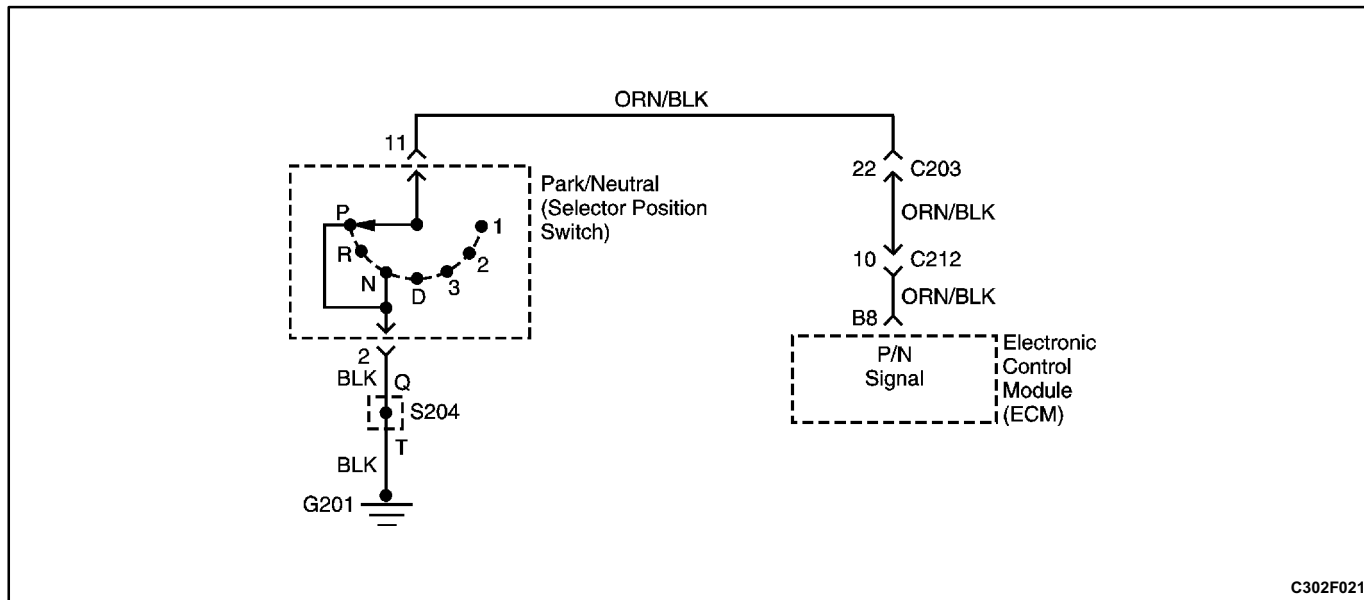 ORN/BLK
11
Park/Neutral
(Selector Position
Switch)
P
R
N
D
3
2
1
2
BLK
Q
S204
T
BLK
G201
22
C203
ORN/BLK
10
C212
ORN/BLK
B8
P/N
Signal
Electronic
Control
Module
(ECM)
C302F021